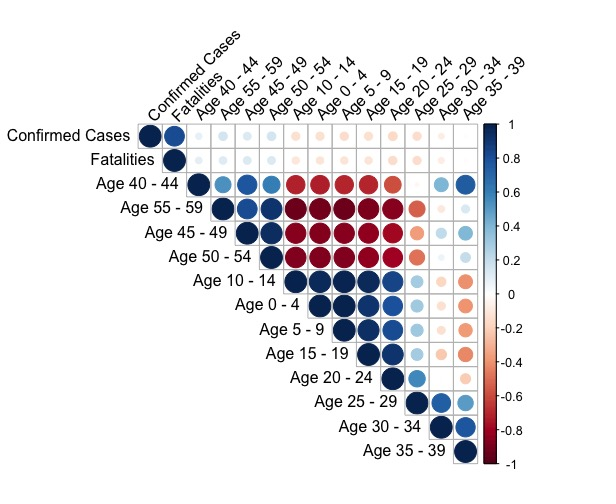 Confirmed Cases
Fatalities
Age 40 - 44
Age 55 - 59
Age 45 - 49
Age 50 - 54
Age 10 - 14
Age 0 - 4
Age 5 - 9
Age 15 - 19
Age 20 - 24
Age 25 - 29
Age 30 - 34
Age 35 - 39
Confirmed Cases
Fatalities
Age 40 - 44
Age 55 - 59
Age 45 - 49
Age 50 - 54
Age 10 - 14
Age 0 - 4
Age 5 - 9
Age 15 - 19
Age 20 - 24
Age 25 - 29
Age 30 - 34
Age 35 - 39
1
0.8
0.6
0.4
0.2
0
-0.2
-0.4
-0.6
-0.8
-1